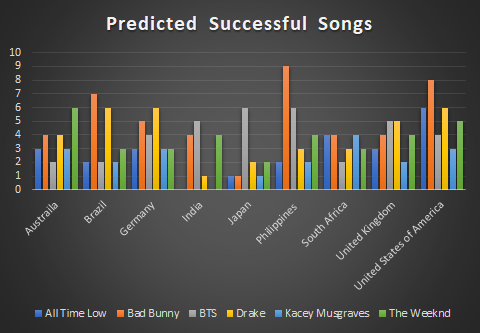 Predicted Successful Songs
10
9
8
7
6
5
4
3
2
1
0
Australia
Brazil
Germany
India
Japan
Philippines
South Africa
United Kingdom
United States of America
All Time Low Bad Bunny BTS Drake Kacey Musgraves The Weeknd